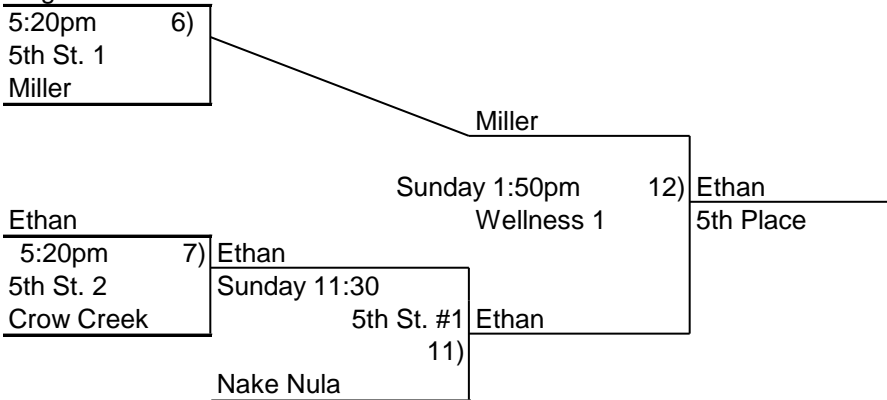 5:20pm 6)
5th St. 1
Miller
Miller
Sunday 1:50pm 12) Ethan
Ethan
Wellness 1 5th Place
5:20pm 7) Ethan
5th St. 2 Sunday 11:30
Crow Creek 5th St. #1 Ethan
11)
Nake Nula